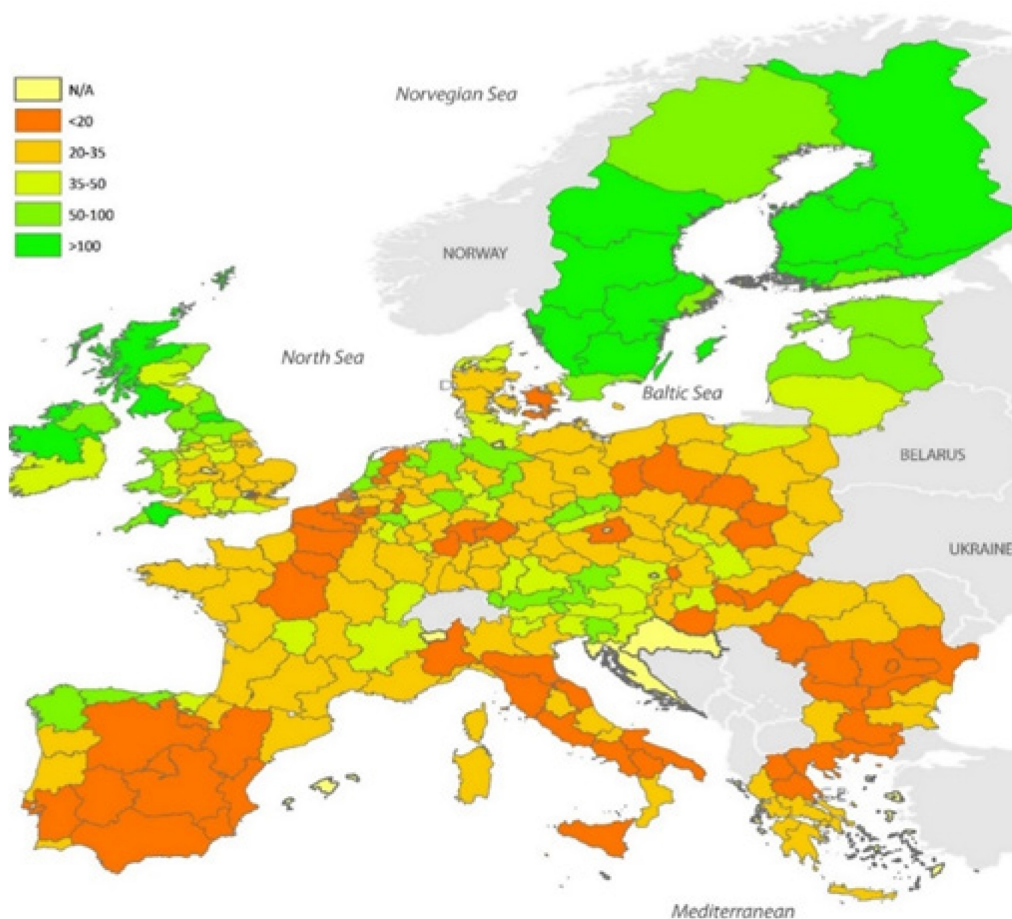 Norvegian Sea
N/A
<20
20-35
35-50
50-100
>100
NORWAY
North Sea
Baltic Sea
BELARUS
UKRAINE
Mediterranean